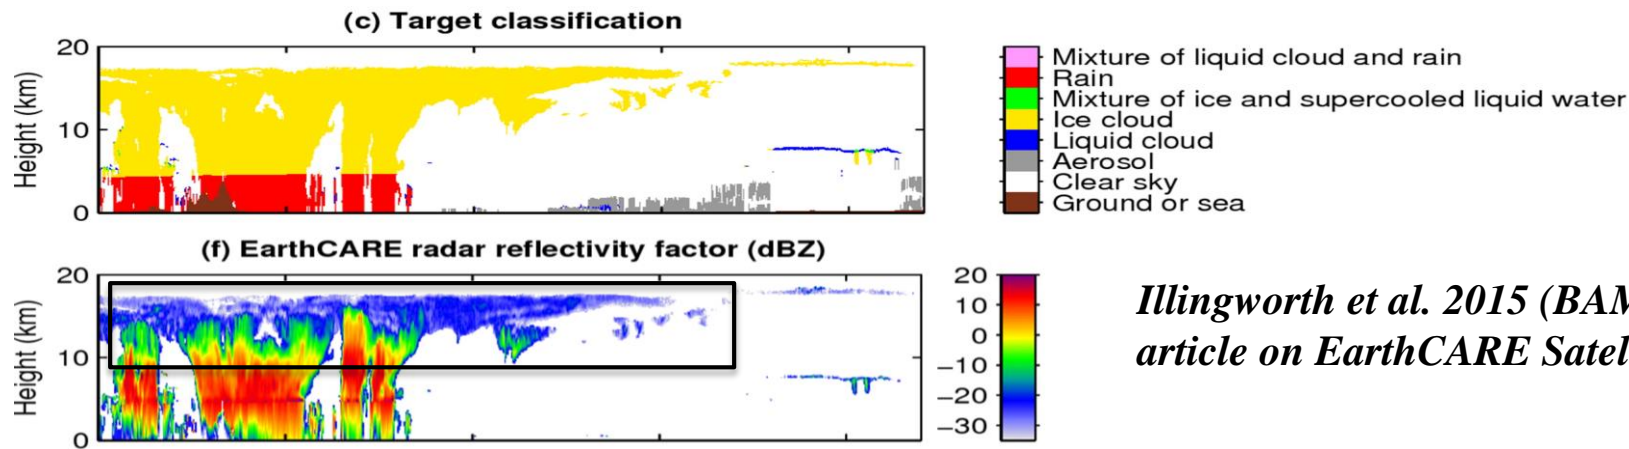 (c) Target classification
20
10
0
Height (km)
Mixture of liquid cloud and rain
Rain
Mixture of ice and supercooled liquid water
Ice cloud
Liquid cloud
Aerosol
Clear sky
Ground or sea
(f) EarthCARE radar reflectivity factor (dBZ)
20
10
0
Height (km)
20
10
0
−10
−20
−30
Illingworth et al. 2015 (BAM
article on EarthCARE Satel